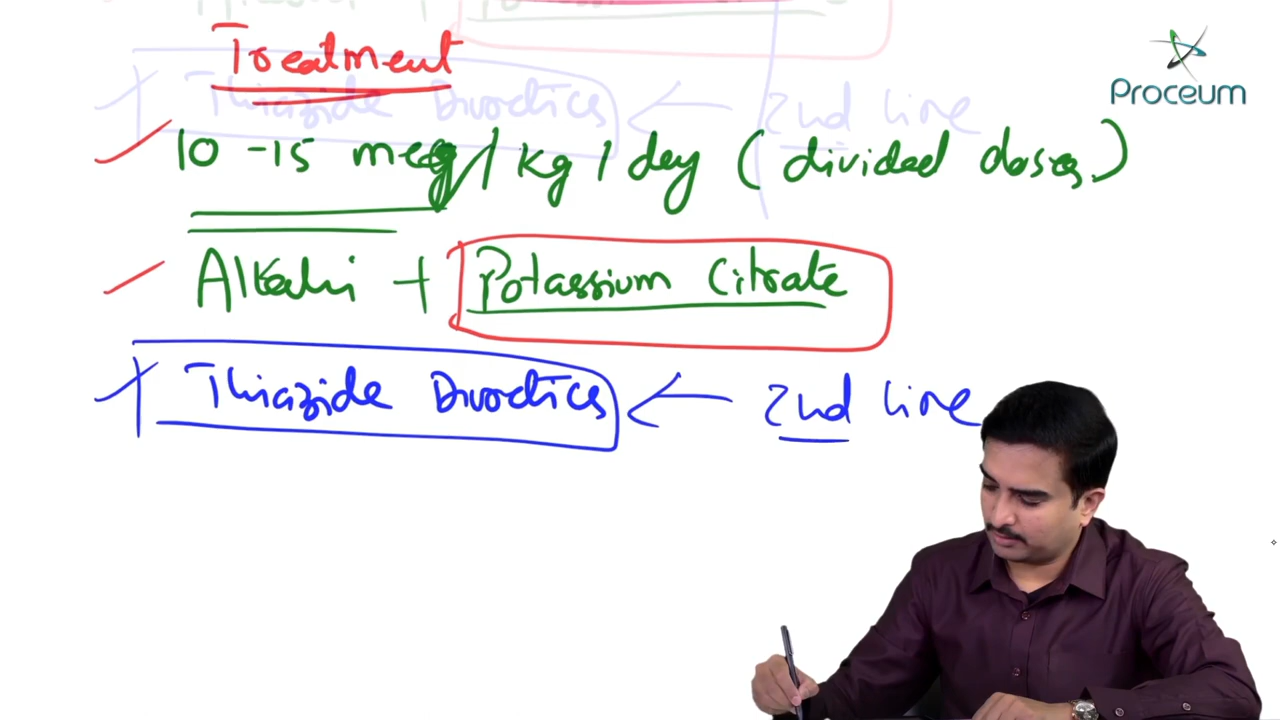 Treatment
Proceum
10 - 15 meq / kg / day ( divided doses )
Alkali + Potassium Citrate
Thiazide Diuretics ← 2nd line